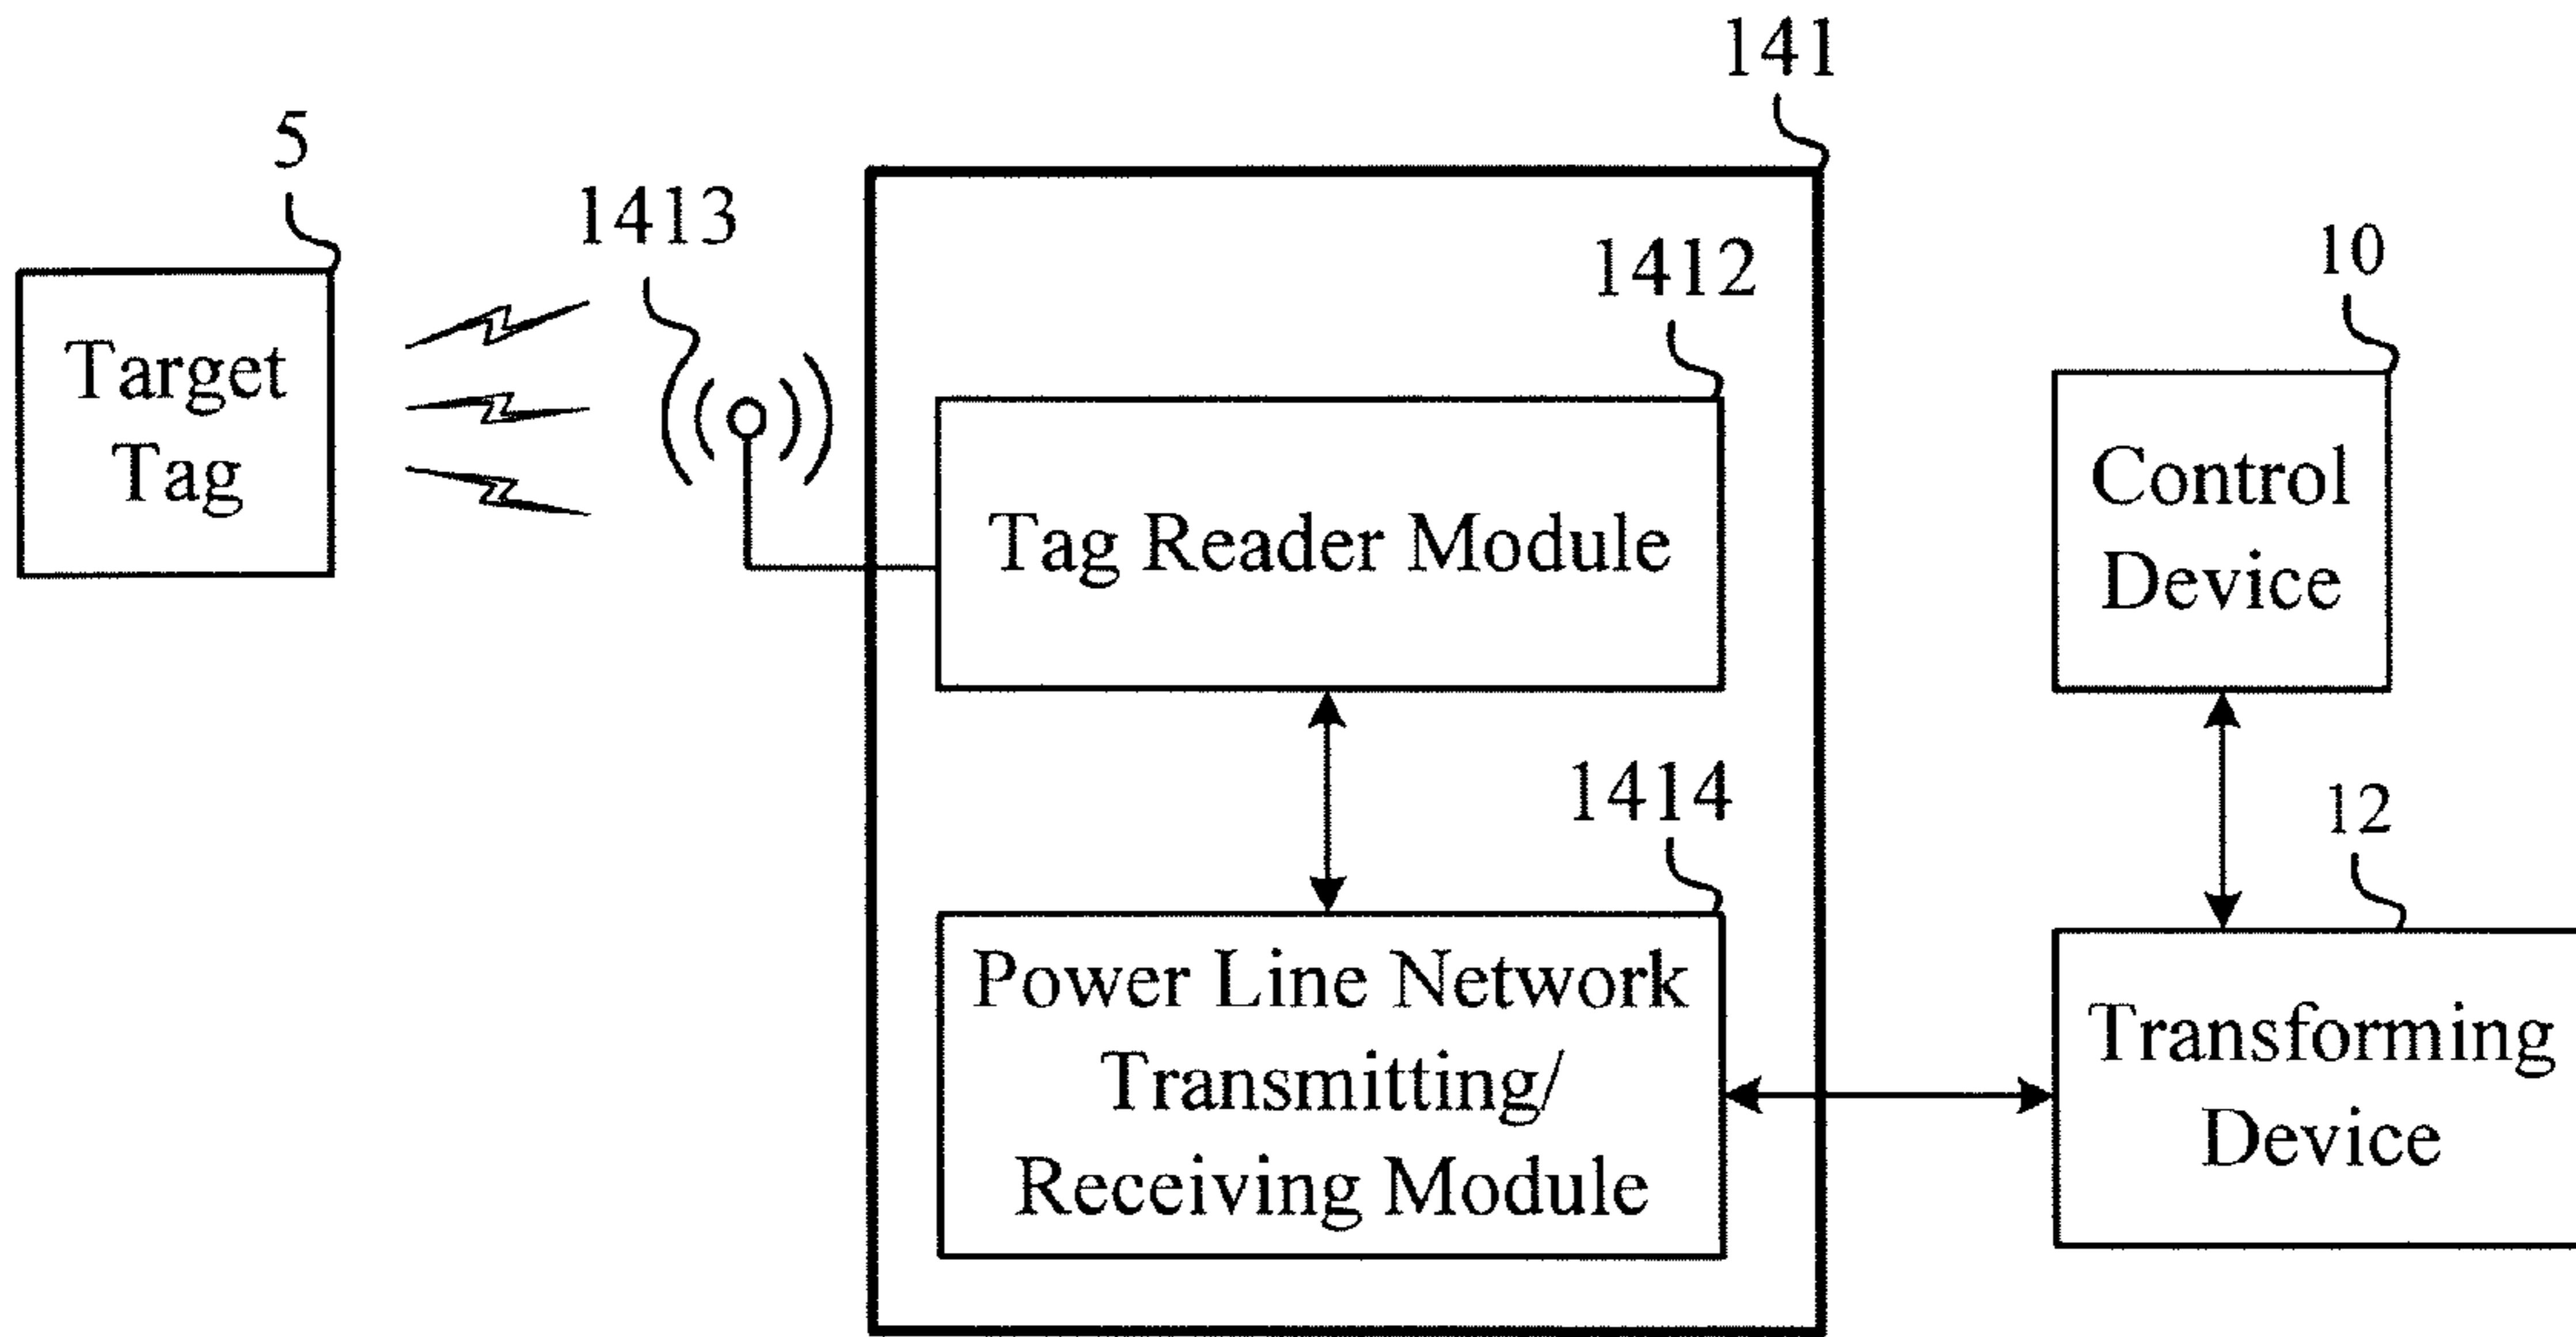 141
5
1413
1412
10
Target
Tag
Tag Reader Module
Control
Device
1414
12
Power Line Network
Transmitting/
Receiving Module
Transforming
Device